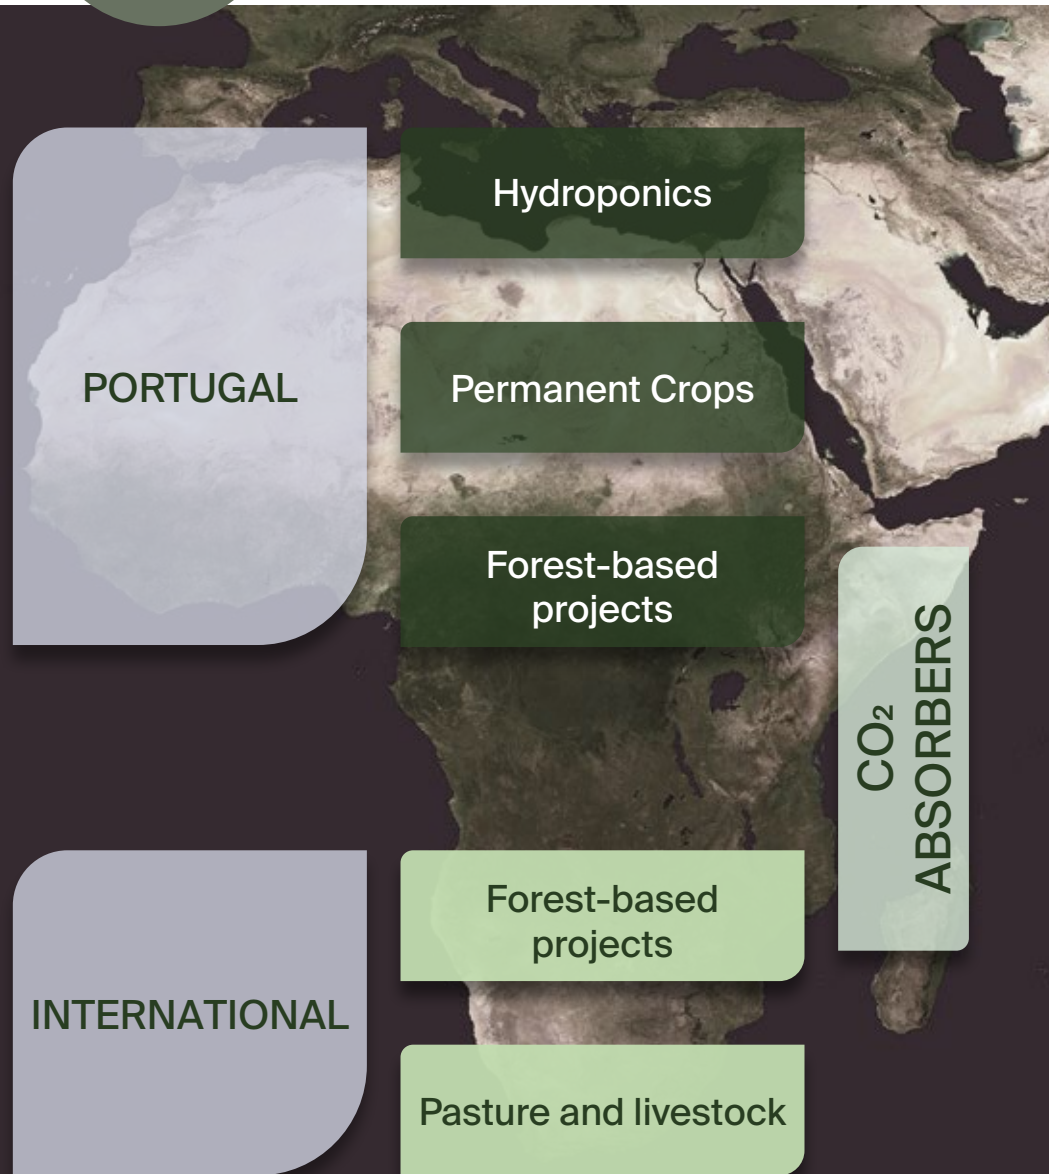 PORTUGAL
Hydroponics
Permanent Crops
Forest-based
projects
CO₂
ABSORBERS
INTERNATIONAL
Forest-based
projects
Pasture and livestock